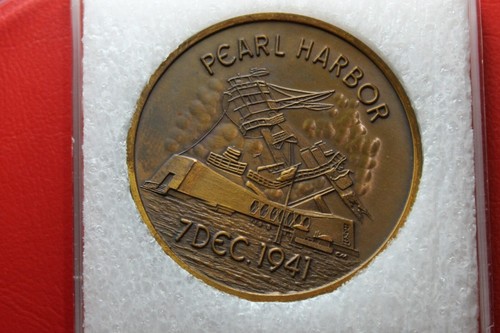 PEARL HARBOR
7 DEC. 1941